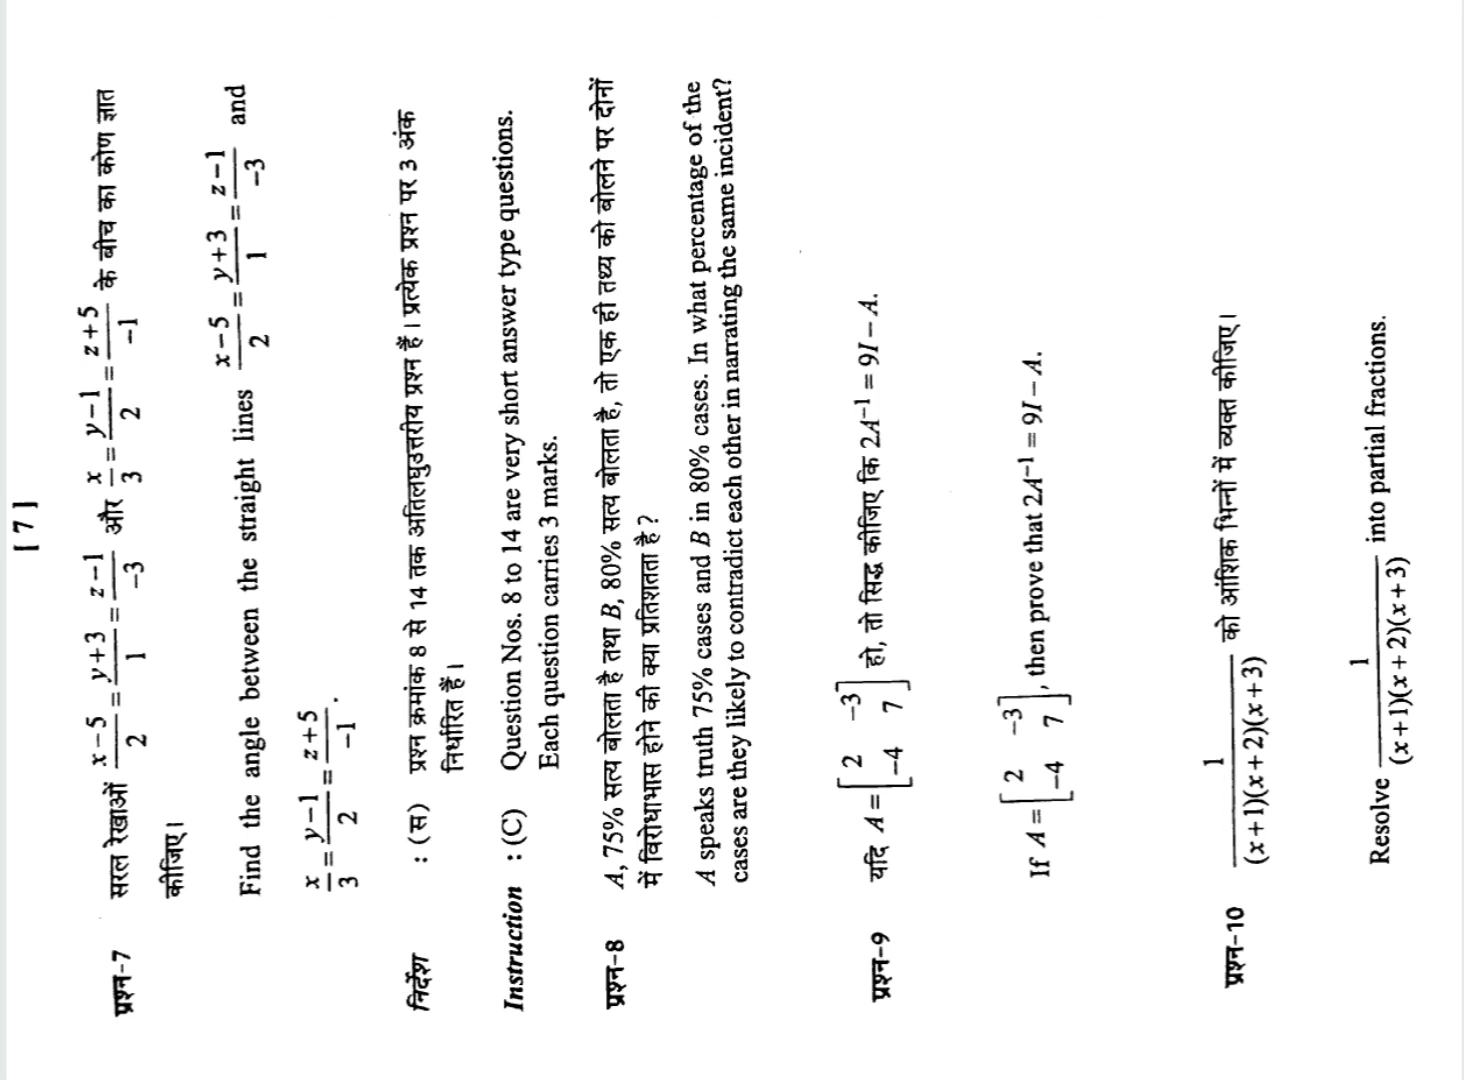 [ 7 ]
प्रश्न-7 सरल रेखाओं (x-5)/2 = (y+3)/1 = (z-1)/-3 और x/3 = (y-1)/2 = (z+5)/-1 के बीच का कोण ज्ञात
कीजिए।
Find the angle between the straight lines (x-5)/2 = (y+3)/1 = (z-1)/-3 and
x/3 = (y-1)/2 = (z+5)/-1 .
निर्देश : (स) प्रश्न क्रमांक 8 से 14 तक अतिलघुउत्तरीय प्रश्न हैं। प्रत्येक प्रश्न पर 3 अंक
निर्धारित हैं।
Instruction : (C) Question Nos. 8 to 14 are very short answer type questions.
Each question carries 3 marks.
प्रश्न-8 A, 75% सत्य बोलता है तथा B, 80% सत्य बोलता है, तो एक ही तथ्य को बोलने पर दोनों
में विरोधाभास होने की क्या प्रतिशतता है?
A speaks truth 75% cases and B in 80% cases. In what percentage of the
cases are they likely to contradict each other in narrating the same incident?
प्रश्न-9 यदि A = [2 -3; -4 7] हो, तो सिद्ध कीजिए कि 2A⁻¹ = 9I – A.
If A = [2 -3; -4 7], then prove that 2A⁻¹ = 9I – A.
प्रश्न-10 1/((x+1)(x+2)(x+3)) को आंशिक भिन्नों में व्यक्त कीजिए।
Resolve 1/((x+1)(x+2)(x+3)) into partial fractions.